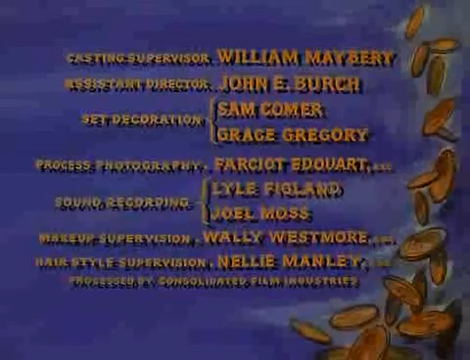 CASTING SUPERVISOR. WILLIAM MAYBERY
ASSISTANT DIRECTOR. JOHN E. BURCH
SET DECORATION SAM COMER
GRACE GREGORY
PROCESS PHOTOGRAPHY. FARCIOT EDOUART, A.S.C.
SOUND RECORDING LYLE FIGLAND
JOEL MOSS
MAKEUP SUPERVISION. WALLY WESTMORE,
HAIR STYLE SUPERVISION. NELLIE MANLEY,
PROCESSED BY CONSOLIDATED FILM INDUSTRIES